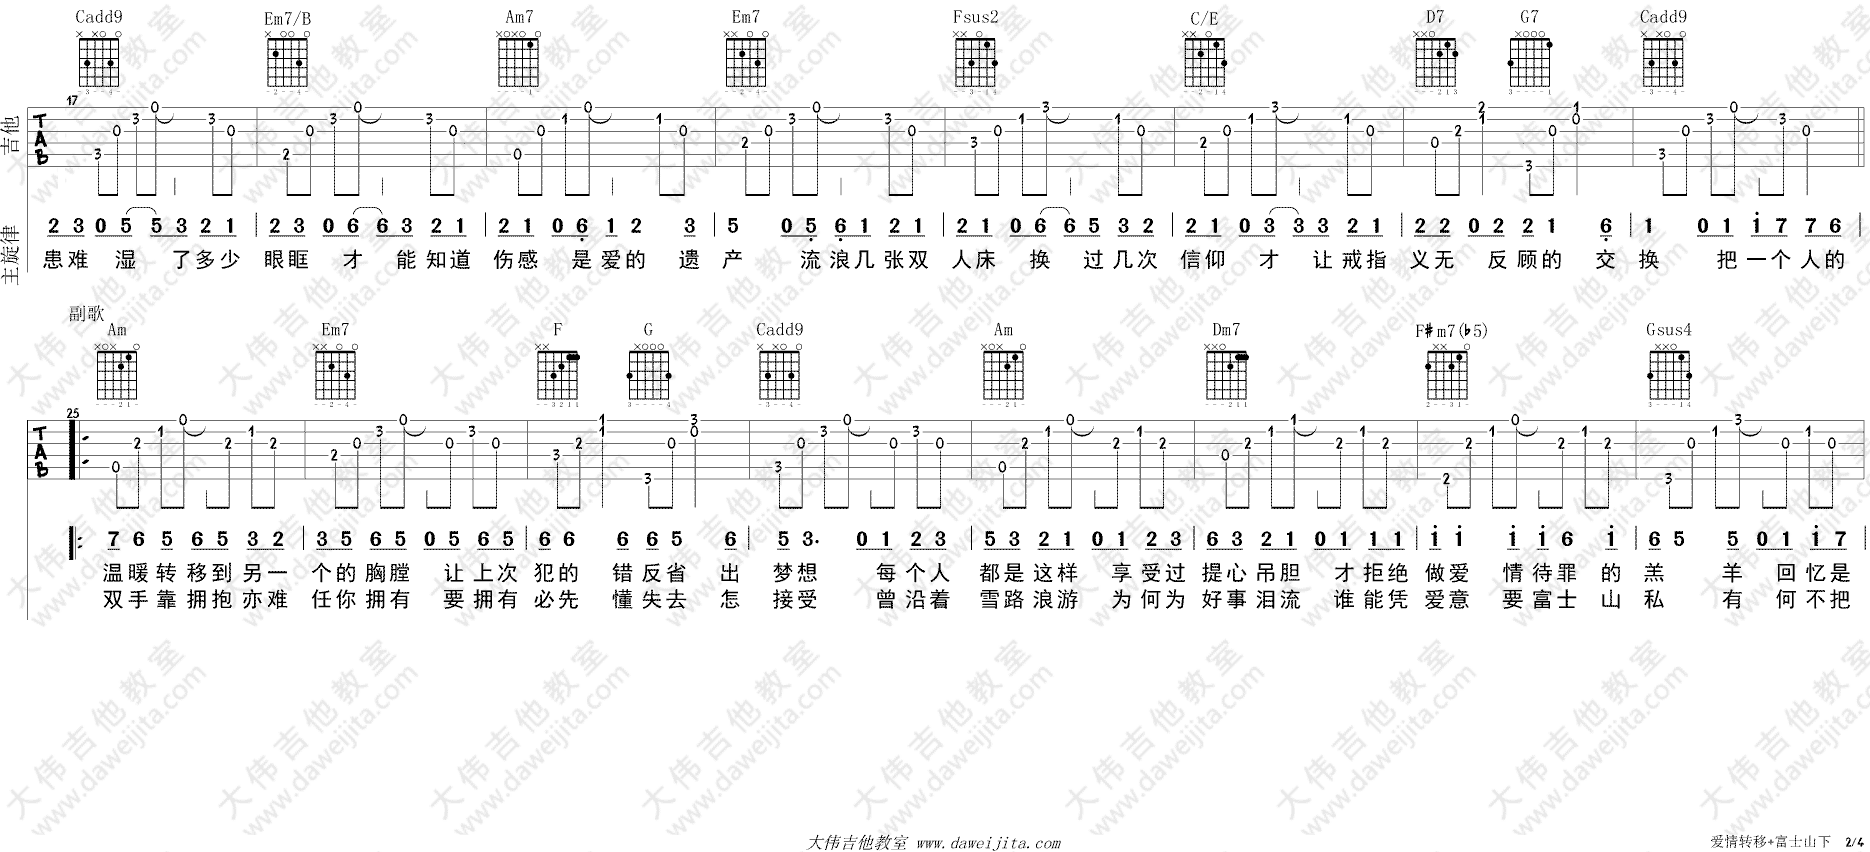 Cadd9 Em7/B Am7 Em7 Fsus2 C/E D7 G7 Cadd9
17
吉他
TAB
主旋律
2 3 0 5 5 3 2 1 | 2 3 0 6 6 3 2 1 | 2 1 0 6 1 2 3 | 5 0 5 6 1 2 1 | 2 1 0 6 6 5 3 2 | 2 1 0 3 3 3 2 1 | 2 2 0 2 2 1 6 | 1 0 1 i 7 7 6 |
患难 湿 了多少 眼眶 才 能知道 伤感 是爱的 遗 产 流浪几张双 人床 换 过几次 信仰 才 让戒指 义无 反顾的 交 换 把一个人的
副歌
Am Em7 F G Cadd9 Am Dm7 F#m7(b5) Gsus4
25
TAB
7 6 5 6 5 3 2 | 3 5 6 5 0 5 6 5 | 6 6 6 6 5 6 | 5 3. 0 1 2 3 | 5 3 2 1 0 1 2 3 | 6 3 2 1 0 1 1 1 | i i i i 6 i | 6 5 5 0 1 i 7 |
温暖转移到另一 个的胸膛 让上次 犯的 错反省 出 梦想 每个人 都是这样 享受过 提心吊胆 才拒绝 做爱 情待罪 的 羔 羊 回忆是
双手靠拥抱亦难 任你拥有 要拥有 必先 懂失去 怎 接受 曾沿着 雪路浪游 为何为 好事泪流 谁能凭 爱意 要富士 山 私 有 何不把
大伟吉他教室 www.daweijita.com
爱情转移+富士山下 2/4